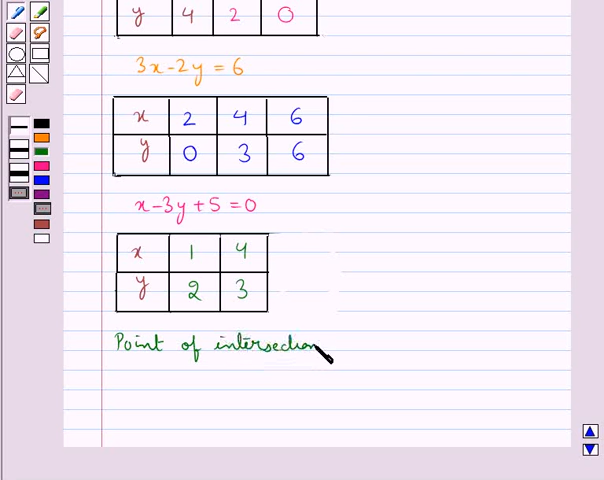 y 4 2 0
3x-2y = 6
x 2 4 6
y 0 3 6
x-3y+5 =0
x 1 4
y 2 3
Point of intersection